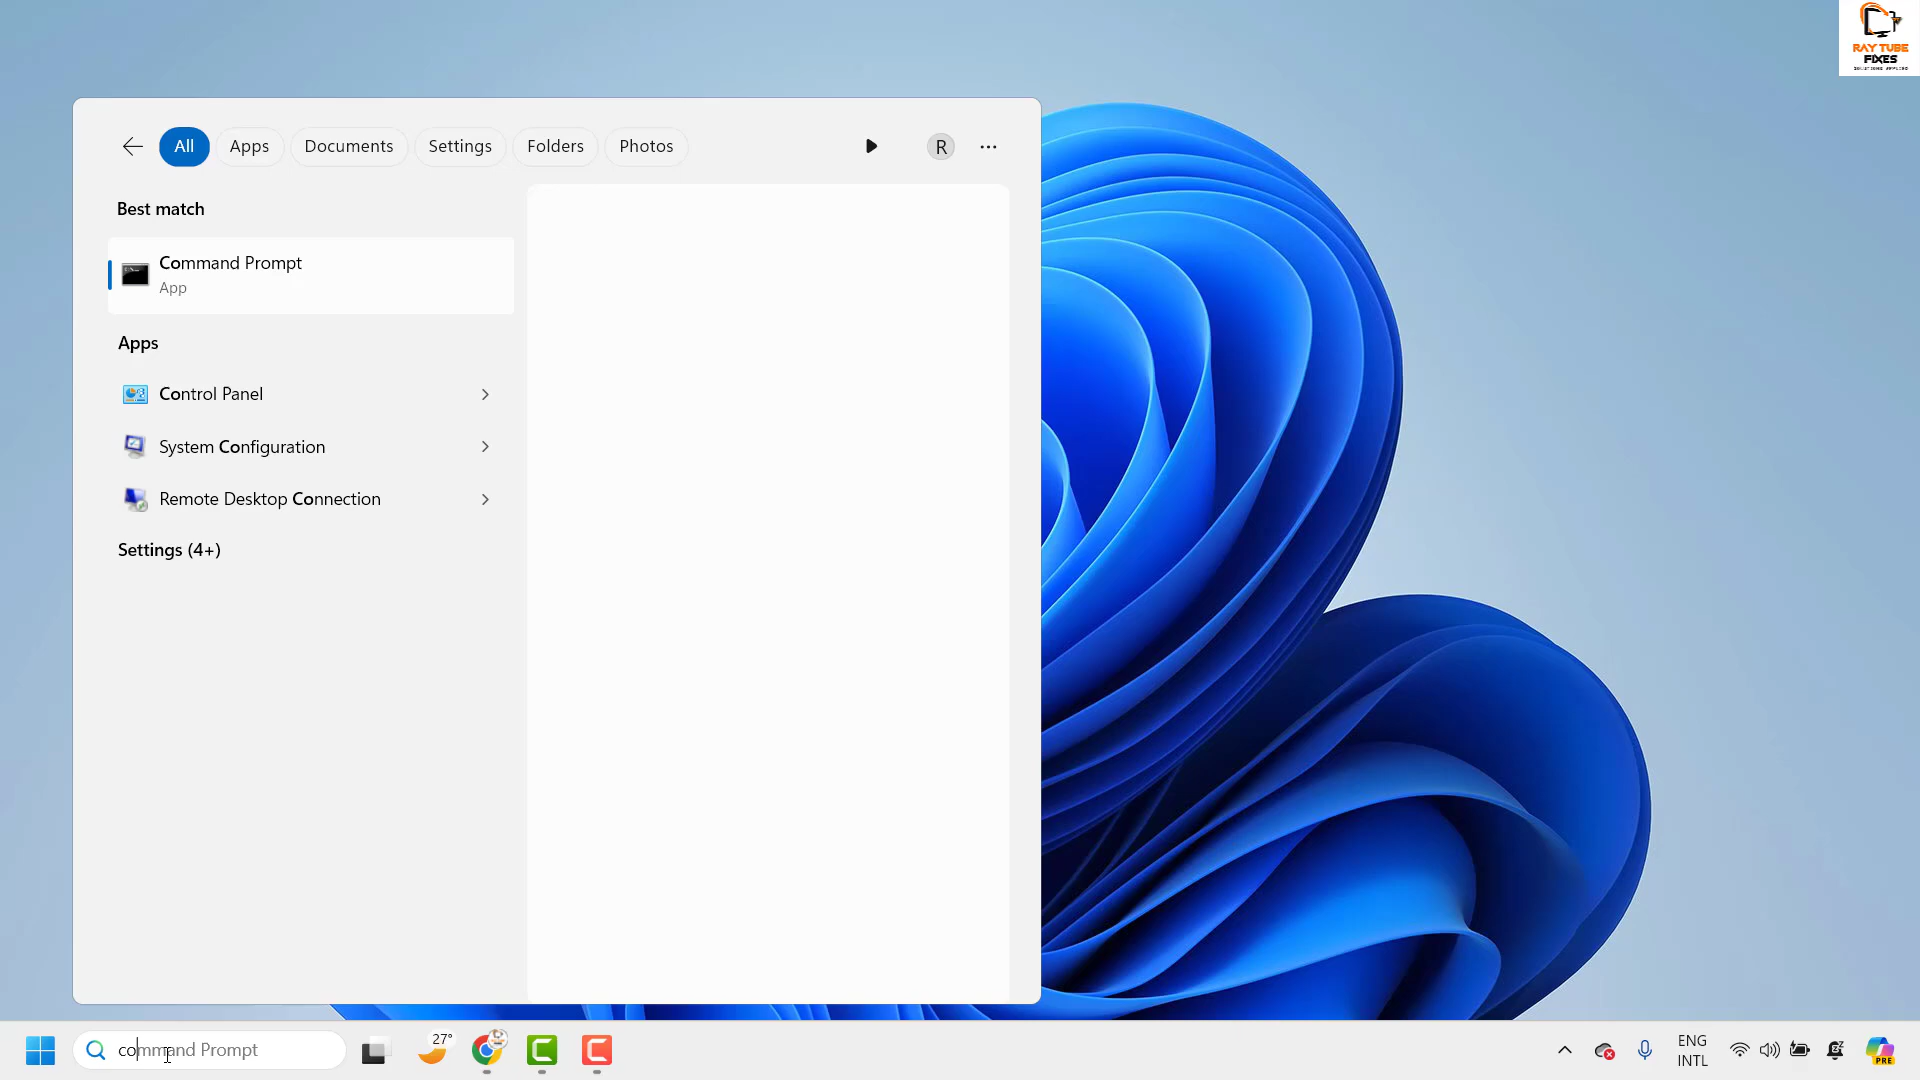 RAY TUBE
FIXES
All
Apps
Documents
Settings
Folders
Photos
R
Best match
Command Prompt
App
Apps
Control Panel
System Configuration
Remote Desktop Connection
Settings (4+)
command Prompt
27°
ENG
INTL
PRE